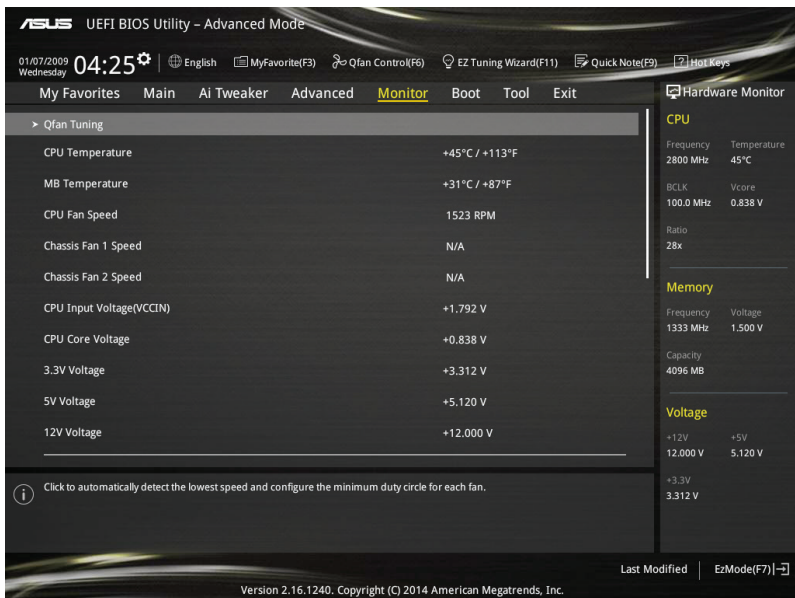 ASUS UEFI BIOS Utility – Advanced Mode
01/07/2009
Wednesday
04:25
English
MyFavorite(F3)
Qfan Control(F6)
EZ Tuning Wizard(F11)
Quick Note(F9)
? Hot Keys
My Favorites Main Ai Tweaker Advanced Monitor Boot Tool Exit
Hardware Monitor
> Qfan Tuning
CPU Temperature +45°C / +113°F
MB Temperature +31°C / +87°F
CPU Fan Speed 1523 RPM
Chassis Fan 1 Speed N/A
Chassis Fan 2 Speed N/A
CPU Input Voltage(VCCIN) +1.792 V
CPU Core Voltage +0.838 V
3.3V Voltage +3.312 V
5V Voltage +5.120 V
12V Voltage +12.000 V
CPU
Frequency Temperature
2800 MHz 45°C
BCLK Vcore
100.0 MHz 0.838 V
Ratio
28x
Memory
Frequency Voltage
1333 MHz 1.500 V
Capacity
4096 MB
Voltage
+12V +5V
12.000 V 5.120 V
+3.3V
3.312 V
i
Click to automatically detect the lowest speed and configure the minimum duty circle for each fan.
Last Modified
EzMode(F7)
Version 2.16.1240. Copyright (C) 2014 American Megatrends, Inc.